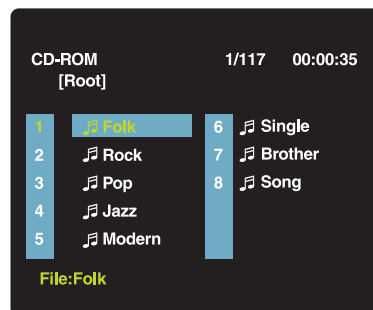 CD-ROM 1/117 00:00:35
[Root]
1 Folk 6 Single
2 Rock 7 Brother
3 Pop 8 Song
4 Jazz
5 Modern
File:Folk